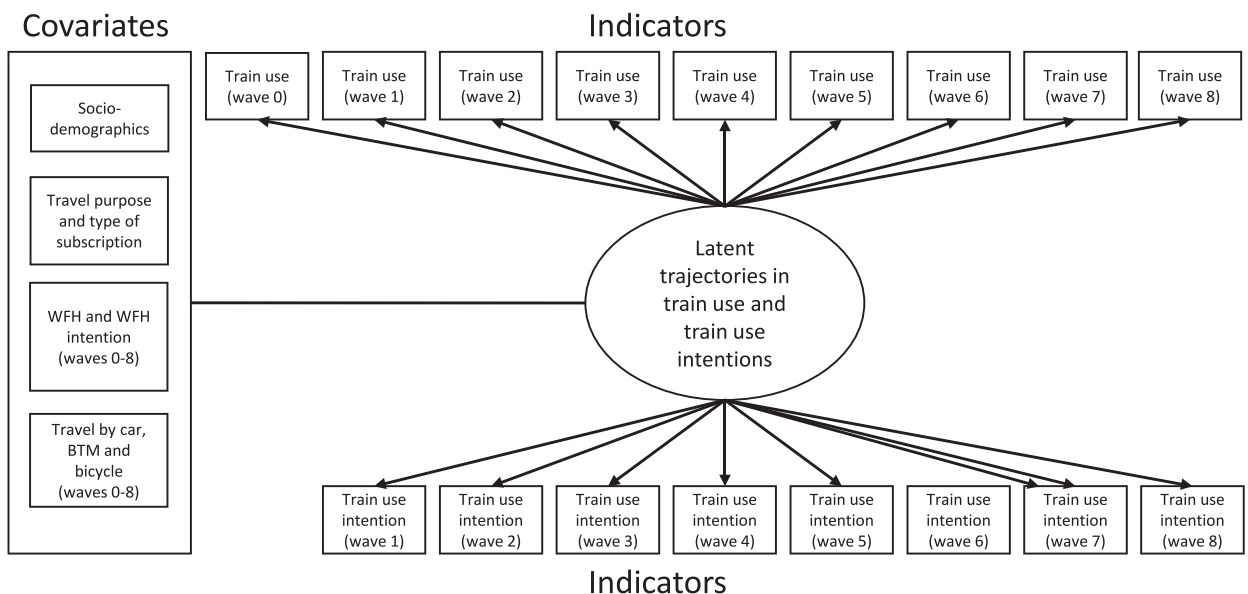 Covariates
Socio-
demographics
Travel purpose
and type of
subscription
WFH and WFH
intention
(waves 0-8)
Travel by car,
BTM and
bicycle
(waves 0-8)
Indicators
Train use
(wave 0)
Train use
(wave 1)
Train use
(wave 2)
Train use
(wave 3)
Train use
(wave 4)
Train use
(wave 5)
Train use
(wave 6)
Train use
(wave 7)
Train use
(wave 8)
Latent
trajectories in
train use and
train use
intentions
Train use
intention
(wave 1)
Train use
intention
(wave 2)
Train use
intention
(wave 3)
Train use
intention
(wave 4)
Train use
intention
(wave 5)
Train use
intention
(wave 6)
Train use
intention
(wave 7)
Train use
intention
(wave 8)
Indicators